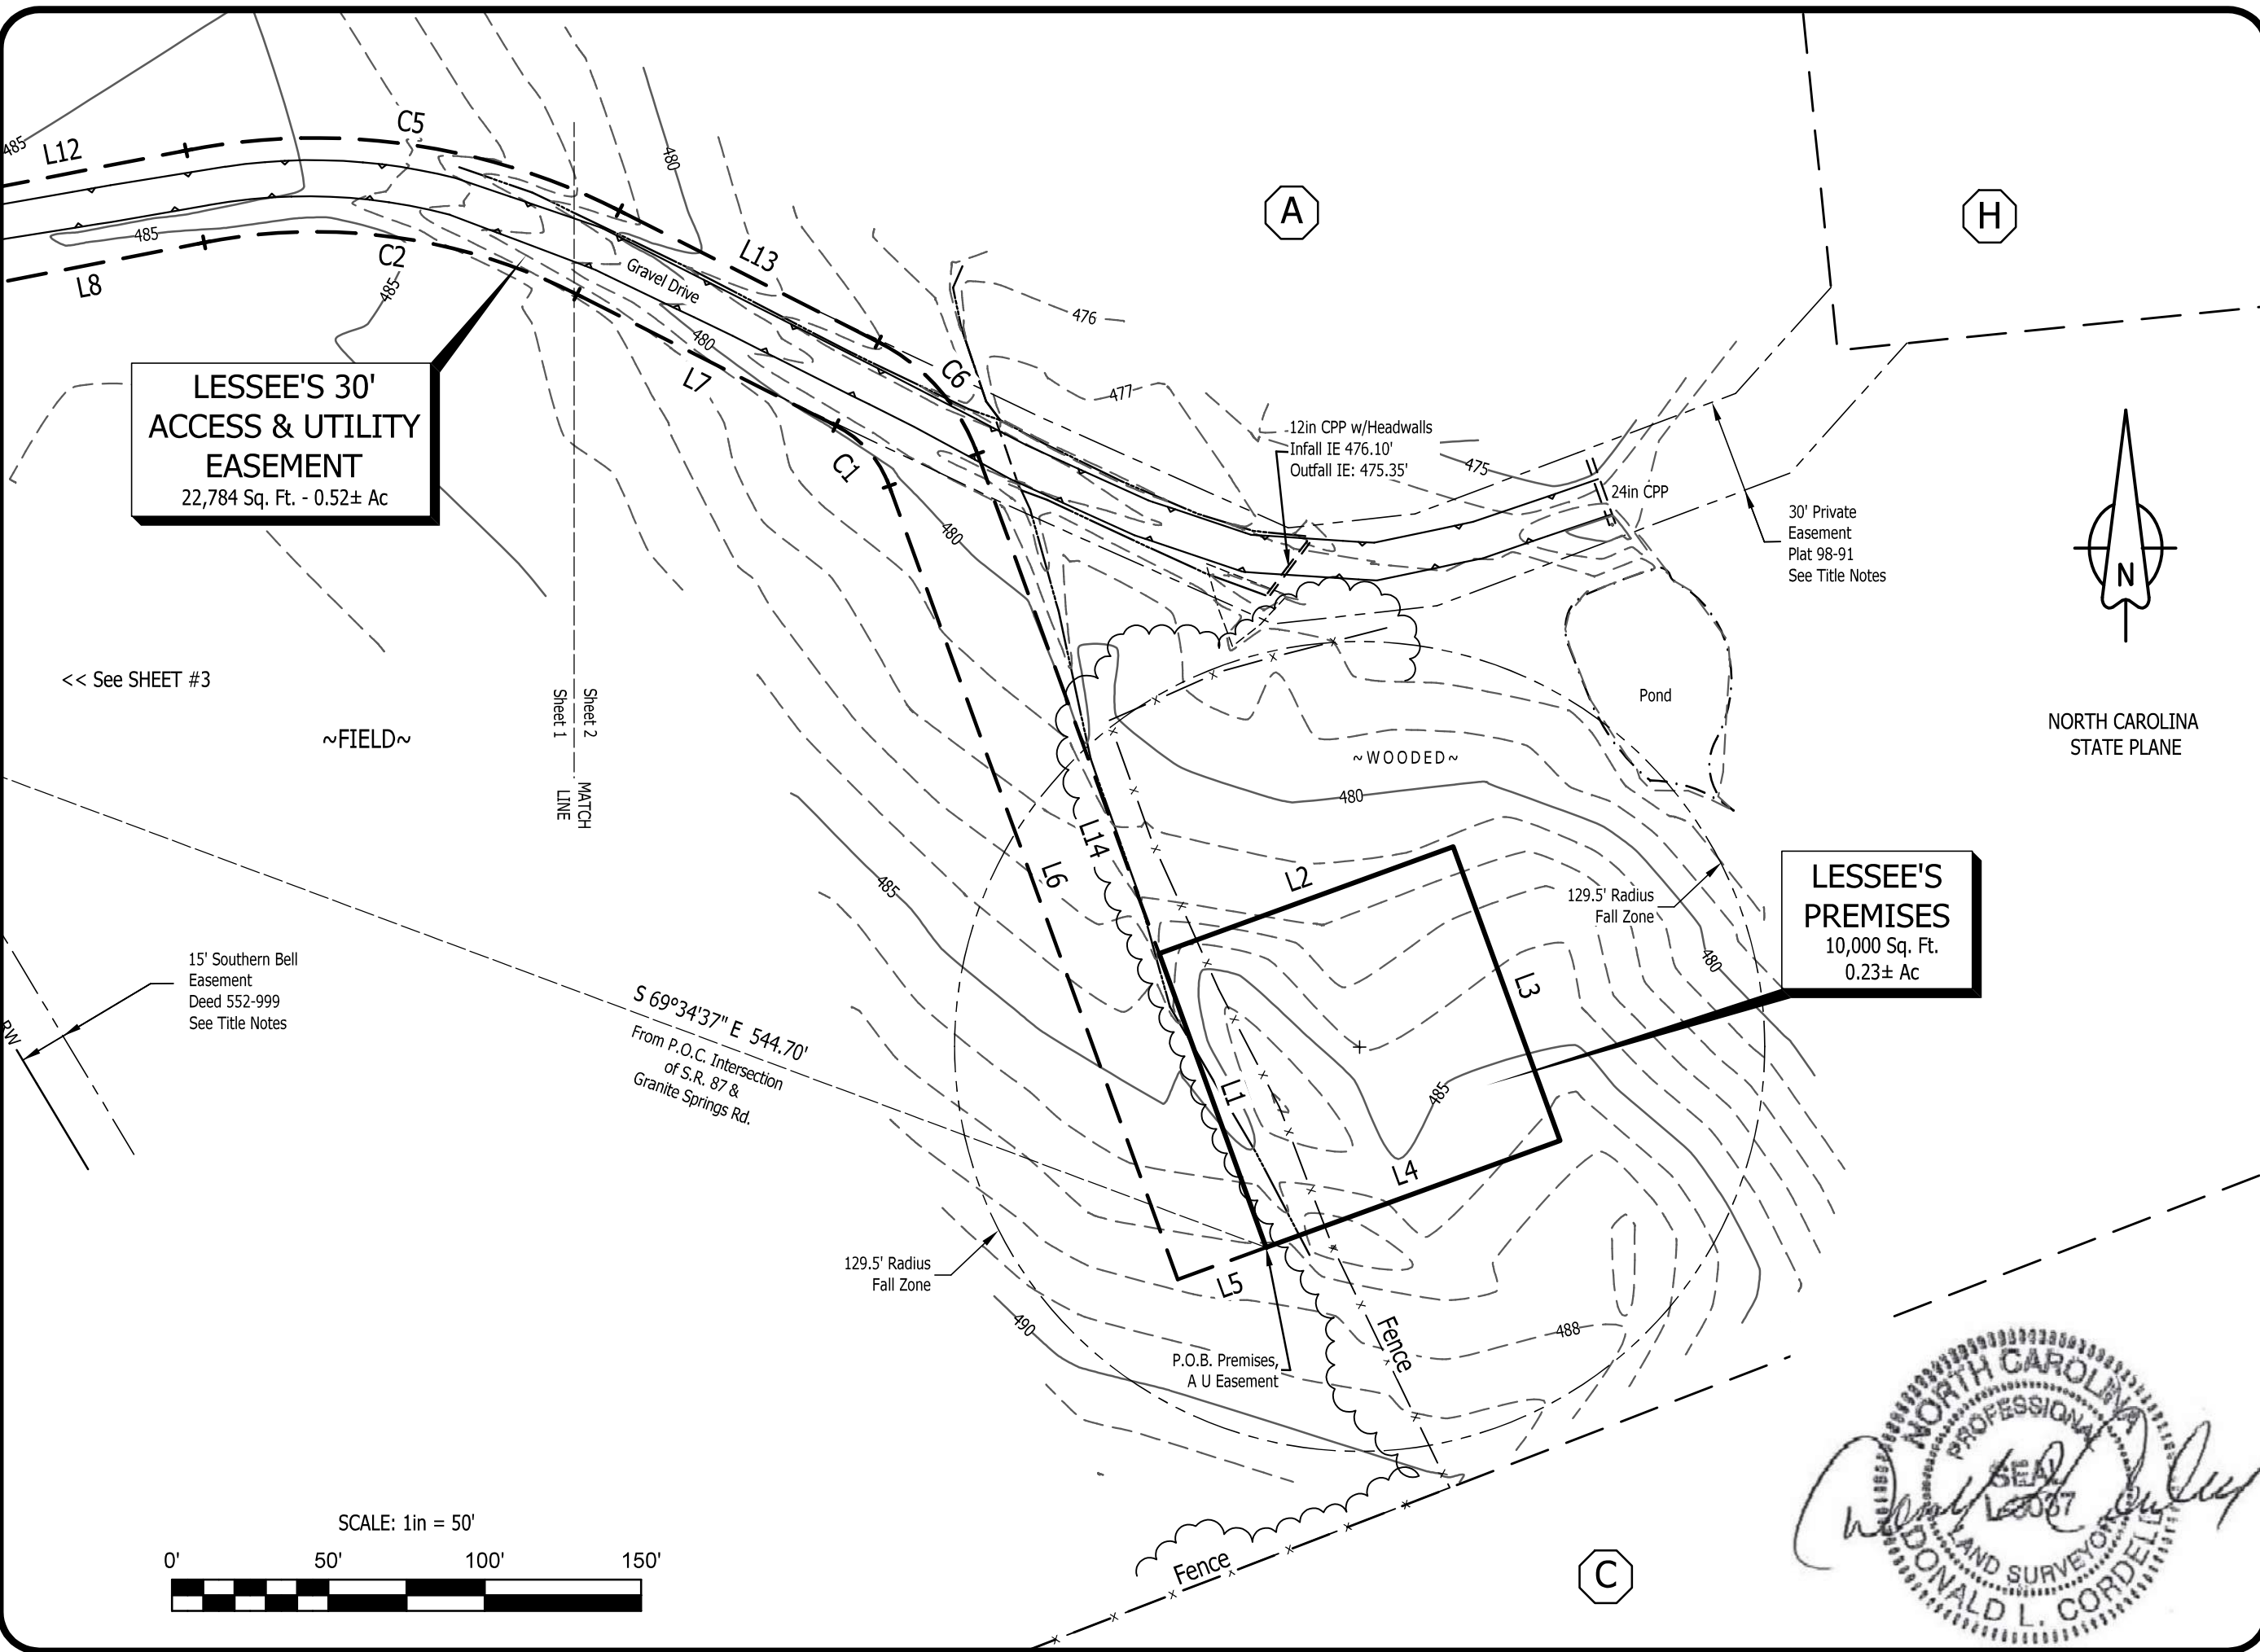 485
L12
C5
480
A
H
485
L8
C2
485
L13
Gravel Drive
480
L7
C6
C1
476
477
475
480
LESSEE'S 30'
ACCESS & UTILITY
EASEMENT
22,784 Sq. Ft. - 0.52± Ac
12in CPP w/Headwalls
Infall IE 476.10'
Outfall IE: 475.35'
24in CPP
30' Private
Easement
Plat 98-91
See Title Notes
N
NORTH CAROLINA
STATE PLANE
<< See SHEET #3
~FIELD~
Sheet 2
Sheet 1
MATCH
LINE
Pond
~WOODED~
480
L14
L6
485
L2
L3
129.5' Radius
Fall Zone
480
LESSEE'S
PREMISES
10,000 Sq. Ft.
0.23± Ac
15' Southern Bell
Easement
Deed 552-999
See Title Notes
RW
S 69°34'37" E 544.70'
From P.O.C. Intersection
of S.R. 87 &
Granite Springs Rd.
L1
485
L4
L5
129.5' Radius
Fall Zone
490
488
P.O.B. Premises,
A U Easement
Fence
Fence
C
SCALE: 1in = 50'
0' 50' 100' 150'
NORTH CAROLINA
PROFESSIONAL
SEAL
LAND SURVEYOR
DONALD L. CORDELL